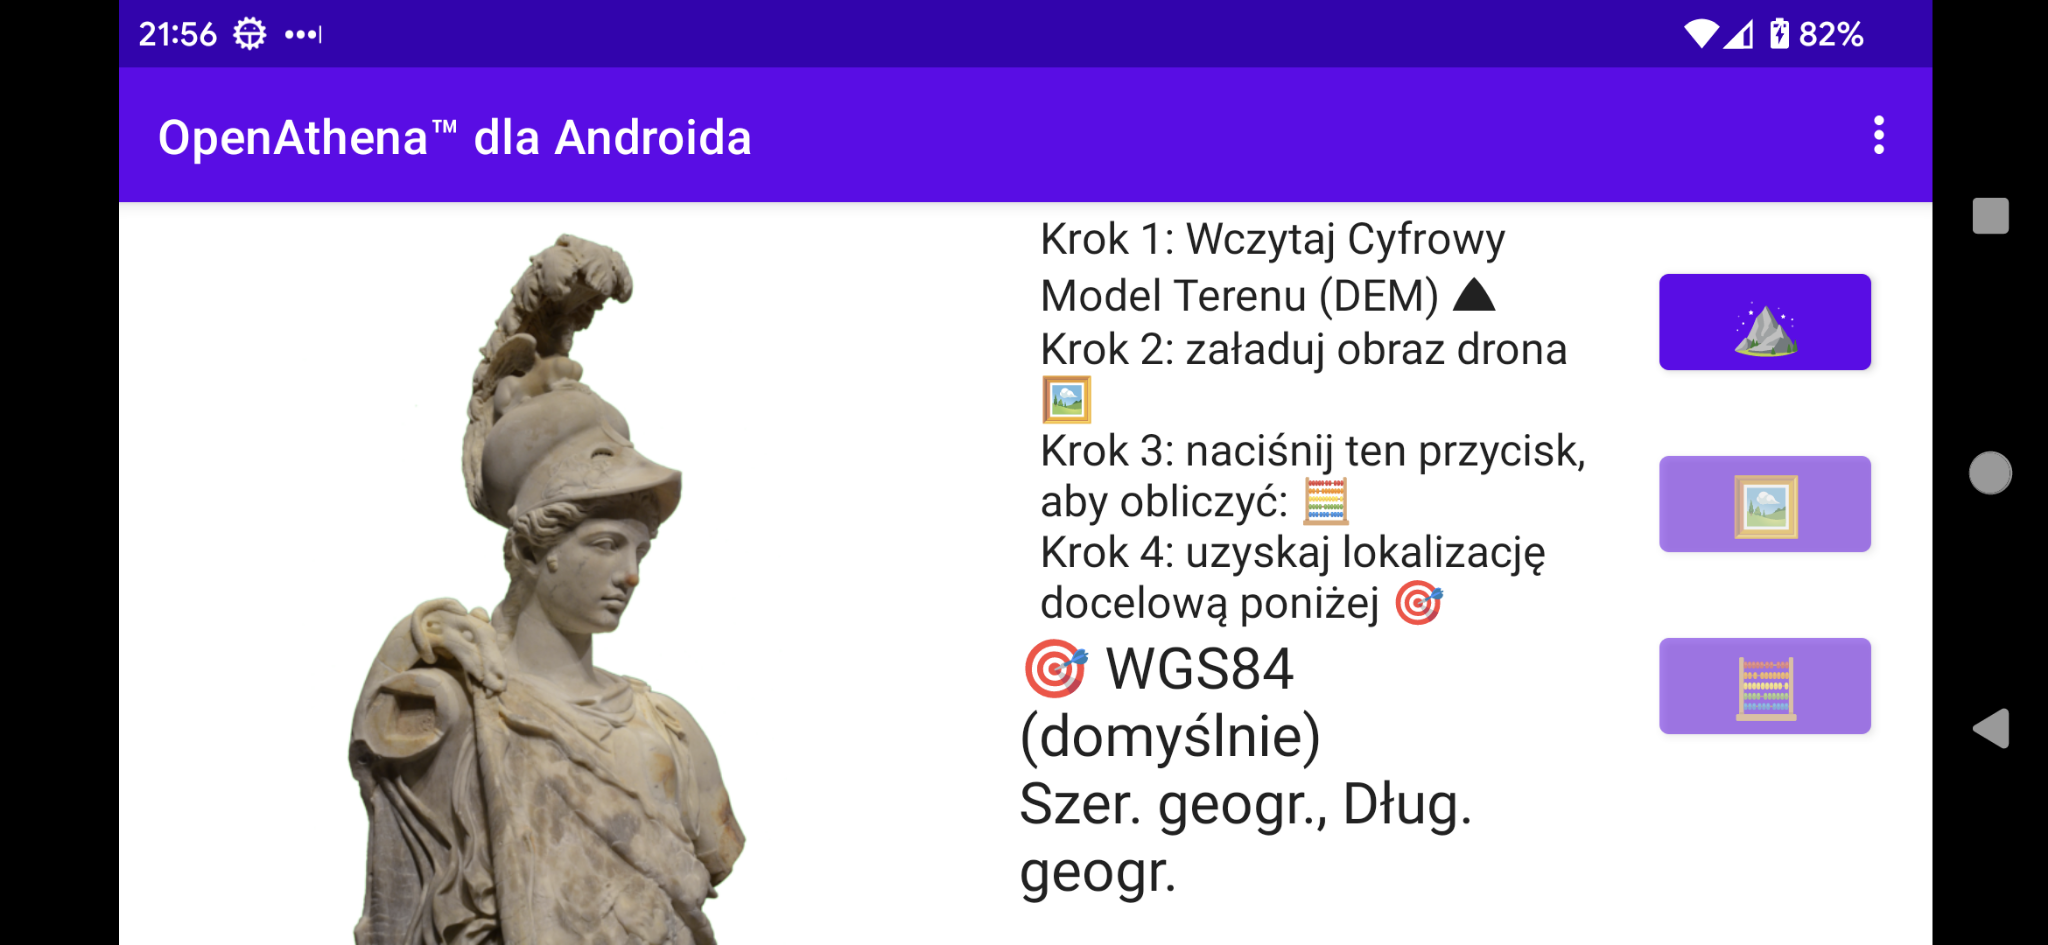 21:56
82%
OpenAthena™ dla Androida
Krok 1: Wczytaj Cyfrowy
Model Terenu (DEM)
Krok 2: załaduj obraz drona
🖼️
Krok 3: naciśnij ten przycisk,
aby obliczyć: 🧮
Krok 4: uzyskaj lokalizację
docelową poniżej 🎯
🎯 WGS84
(domyślnie)
Szer. geogr., Dług.
geogr.